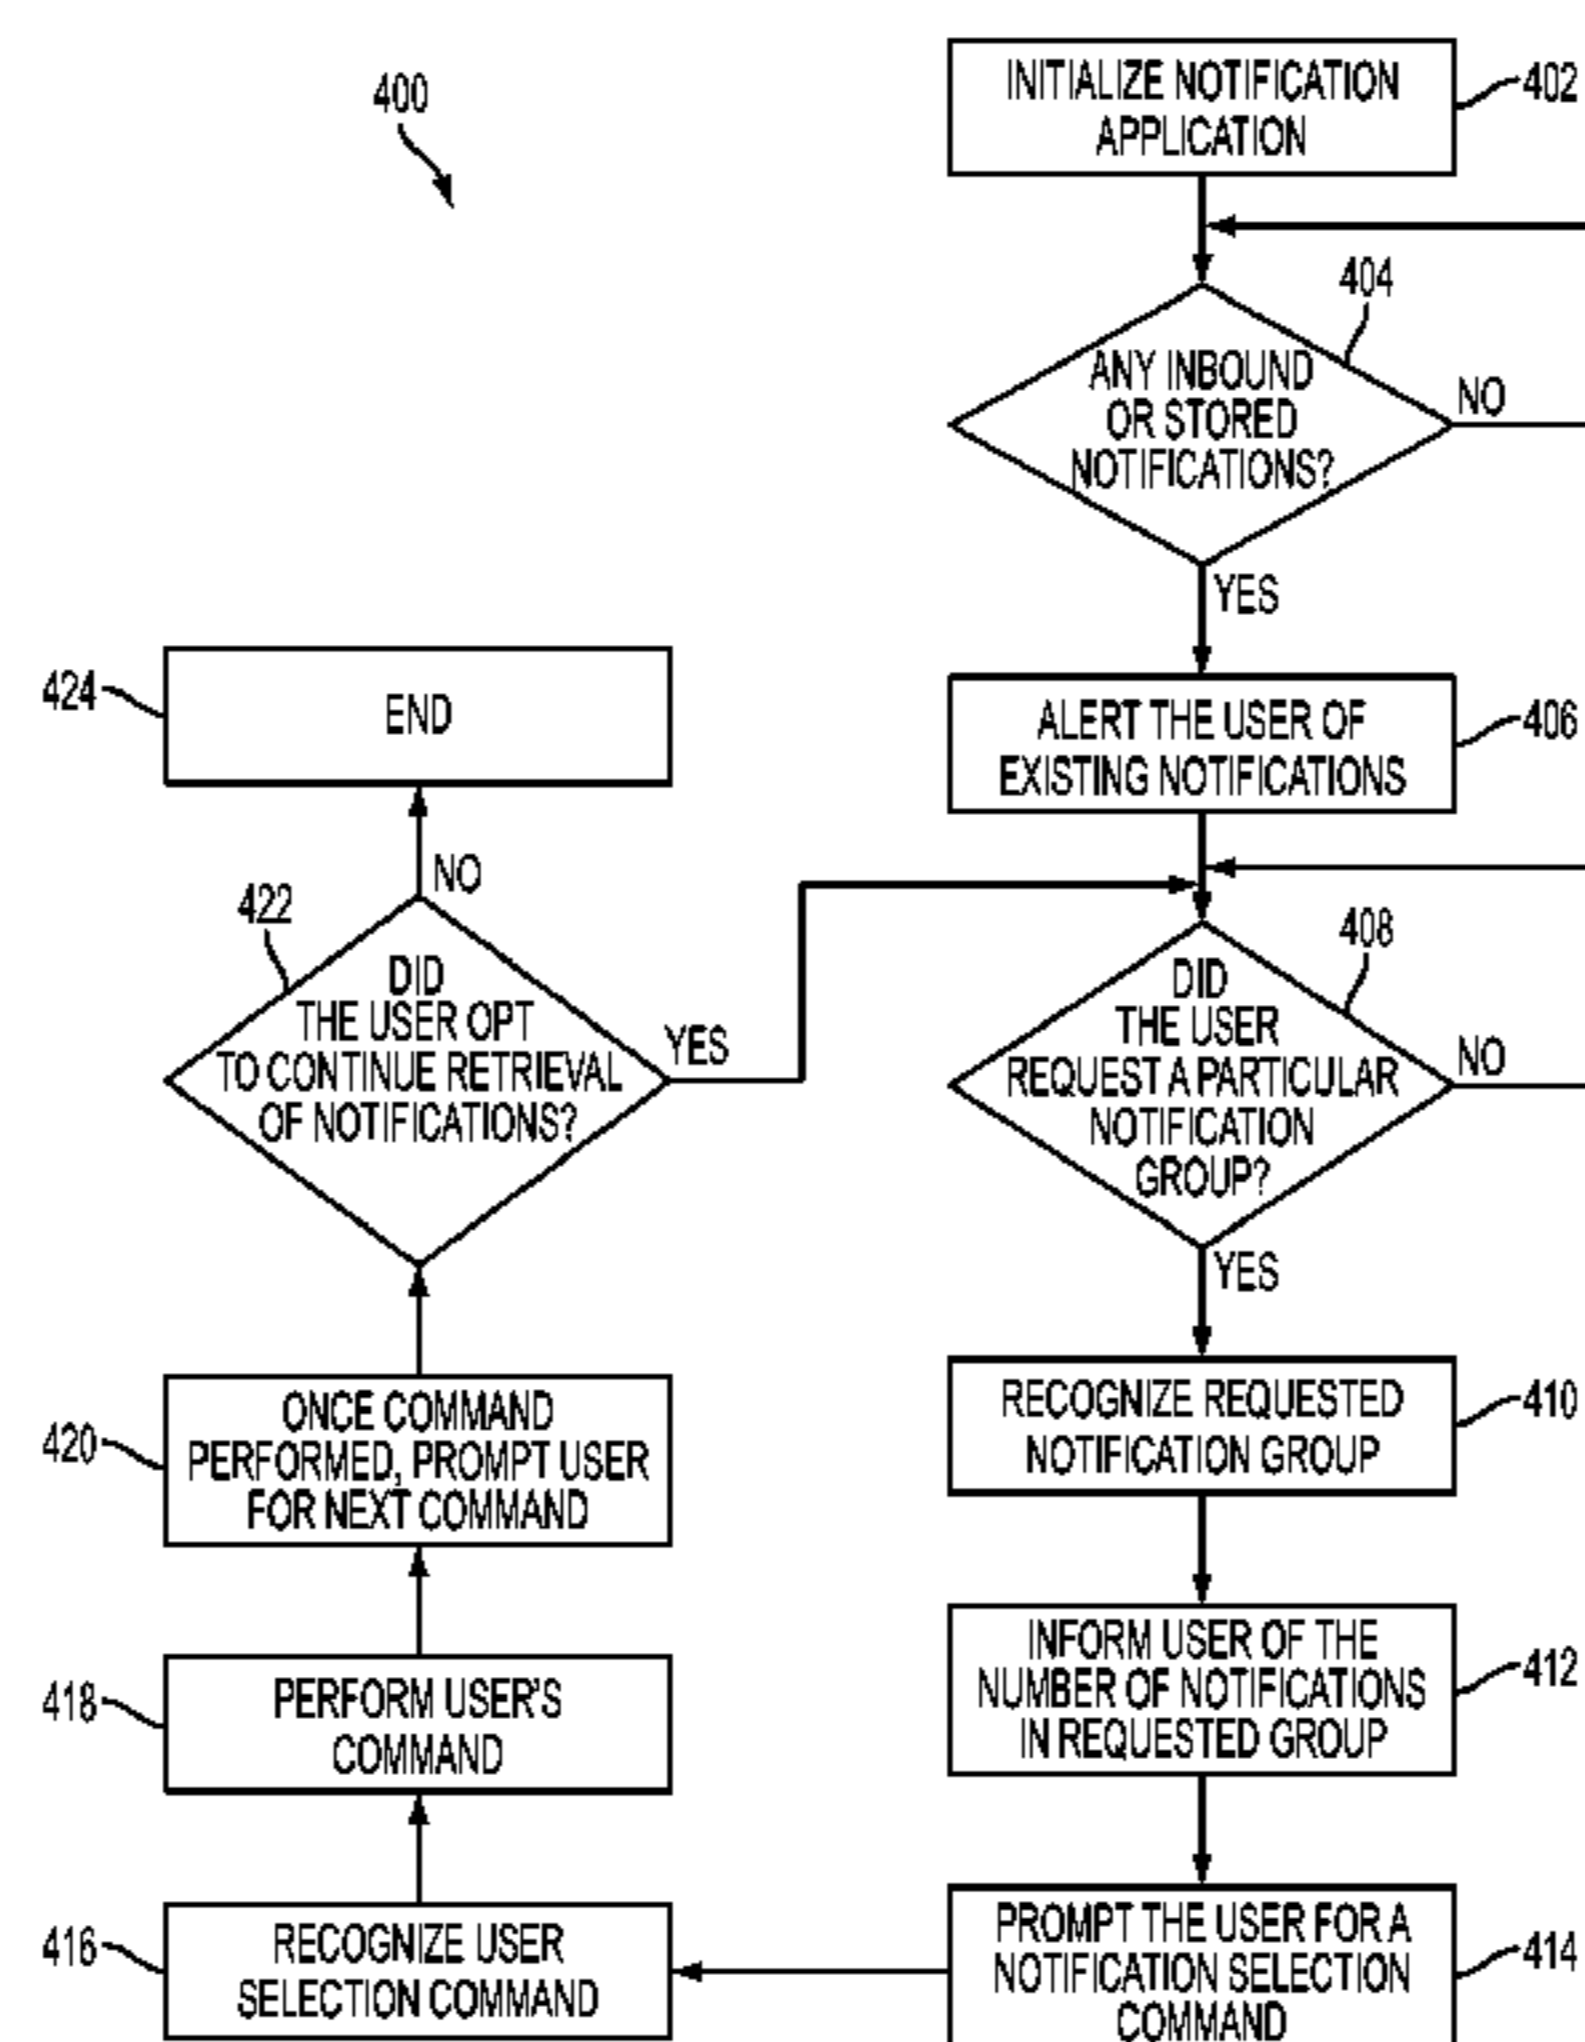 400
INITIALIZE NOTIFICATION
APPLICATION
402
404
ANY INBOUND
OR STORED
NOTIFICATIONS?
NO
YES
ALERT THE USER OF
EXISTING NOTIFICATIONS
406
408
DID
THE USER
REQUEST A PARTICULAR
NOTIFICATION
GROUP?
NO
YES
RECOGNIZE REQUESTED
NOTIFICATION GROUP
410
INFORM USER OF THE
NUMBER OF NOTIFICATIONS
IN REQUESTED GROUP
412
PROMPT THE USER FOR A
NOTIFICATION SELECTION
COMMAND
414
416
RECOGNIZE USER
SELECTION COMMAND
418
PERFORM USER'S
COMMAND
420
ONCE COMMAND
PERFORMED, PROMPT USER
FOR NEXT COMMAND
422
DID
THE USER OPT
TO CONTINUE RETRIEVAL
OF NOTIFICATIONS?
YES
NO
424
END